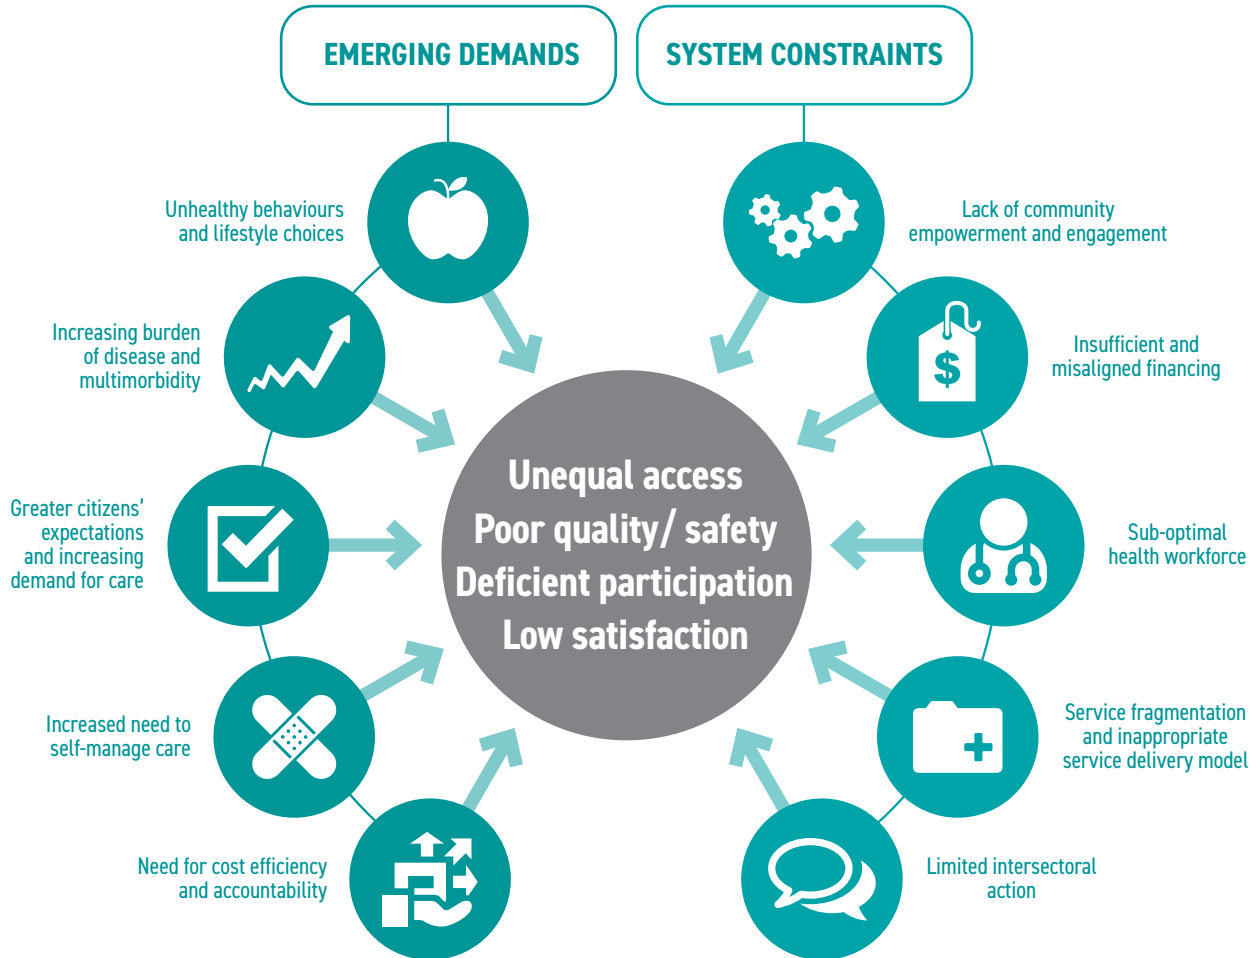 EMERGING DEMANDS
Unhealthy behaviours
and lifestyle choices
Increasing burden
of disease and
multimorbidity
Greater citizens'
expectations
and increasing
demand for care
Increased need to
self-manage care
Need for cost efficiency
and accountability
SYSTEM CONSTRAINTS
Lack of community
empowerment and engagement
$
Insufficient and
misaligned financing
Sub-optimal
health workforce
Service fragmentation
and inappropriate
service delivery model
Limited intersectoral
action
Unequal access
Poor quality/ safety
Deficient participation
Low satisfaction